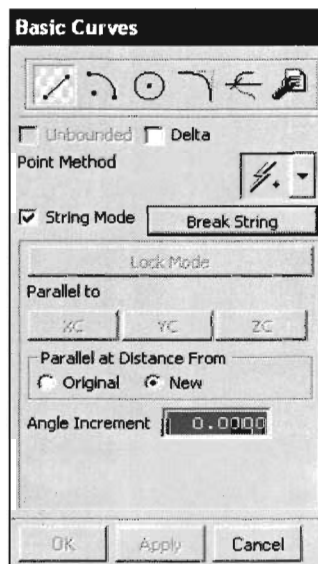 Basic Curves
Unbounded Delta
Point Method
String Mode Break String
Lock Mode
Parallel to
XC YC ZC
Parallel at Distance From
Original New
Angle Increment 0.0000
OK Apply Cancel